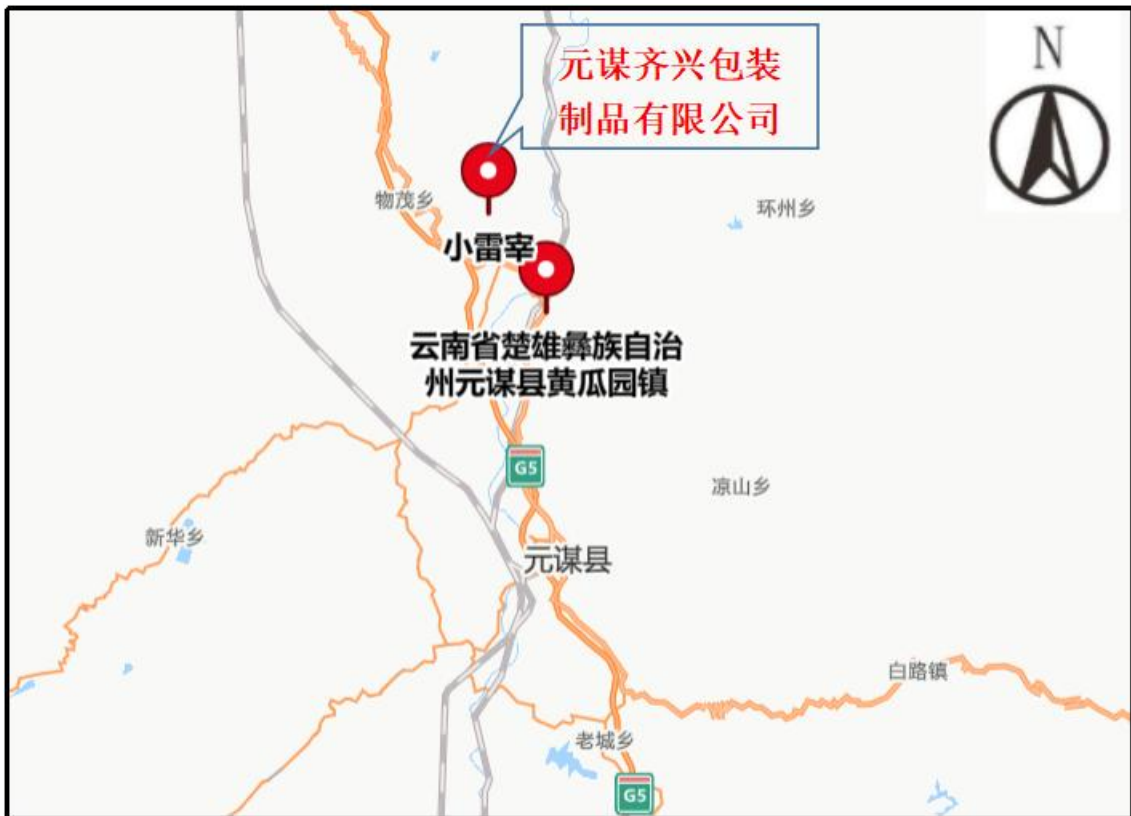 元谋齐兴包装
制品有限公司
N
物茂乡
环州乡
小雷宰
云南省楚雄彝族自治
州元谋县黄瓜园镇
G5
凉山乡
新华乡
元谋县
白路镇
老城乡
G5